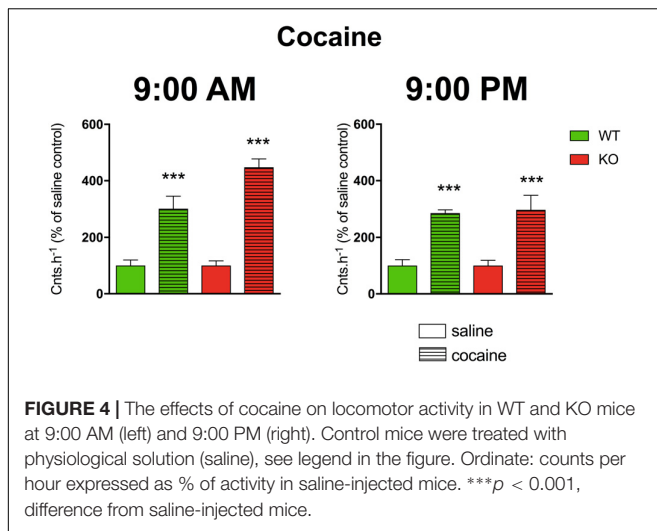 Cocaine
9:00 AM
9:00 PM
Cnts.h⁻¹ (% of saline control)
600
400
200
0
***
***
Cnts.h⁻¹ (% of saline control)
600
400
200
0
***
***
WT
KO
saline
cocaine
FIGURE 4 | The effects of cocaine on locomotor activity in WT and KO mice
at 9:00 AM (left) and 9:00 PM (right). Control mice were treated with
physiological solution (saline), see legend in the figure. Ordinate: counts per
hour expressed as % of activity in saline-injected mice. ***p < 0.001,
difference from saline-injected mice.